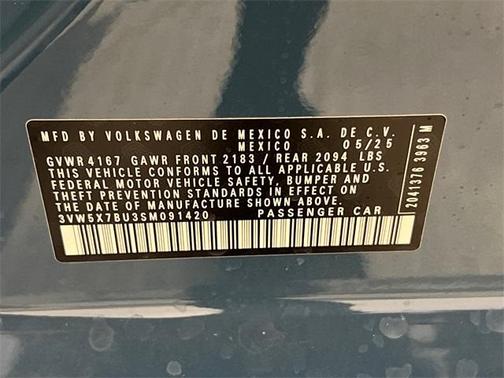 MFD BY VOLKSWAGEN DE MEXICO S.A. DE C.V.
MEXICO 05/25
GVWR 4167 GAWR FRONT 2183 / REAR 2094 LBS
THIS VEHICLE CONFORMS TO ALL APPLICABLE U.S.
FEDERAL MOTOR VEHICLE SAFETY, BUMPER AND
THEFT PREVENTION STANDARDS IN EFFECT ON
THE DATE OF MANUFACTURE SHOWN ABOVE.
3VW5X7BU3SM091420 PASSENGER CAR
2041376 3983 M